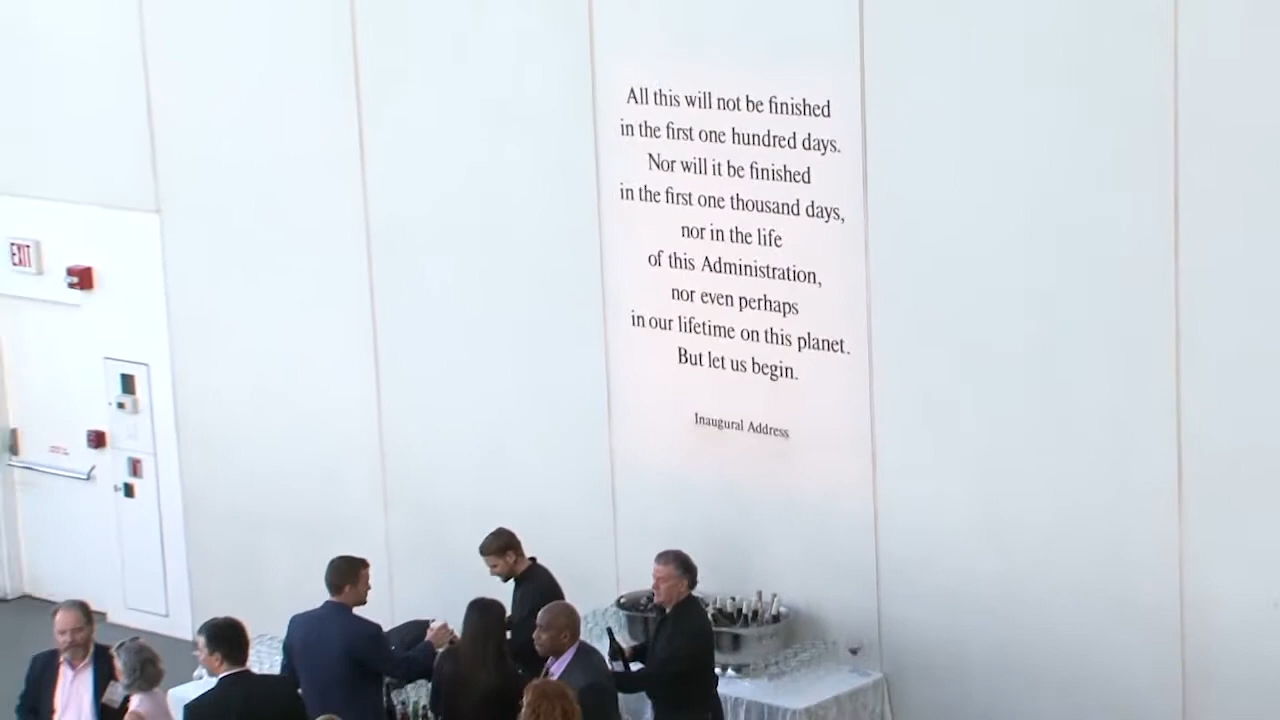 All this will not be finished
in the first one hundred days.
Nor will it be finished
in the first one thousand days,
nor in the life
of this Administration,
nor even perhaps
in our lifetime on this planet.
But let us begin.
Inaugural Address
EXIT